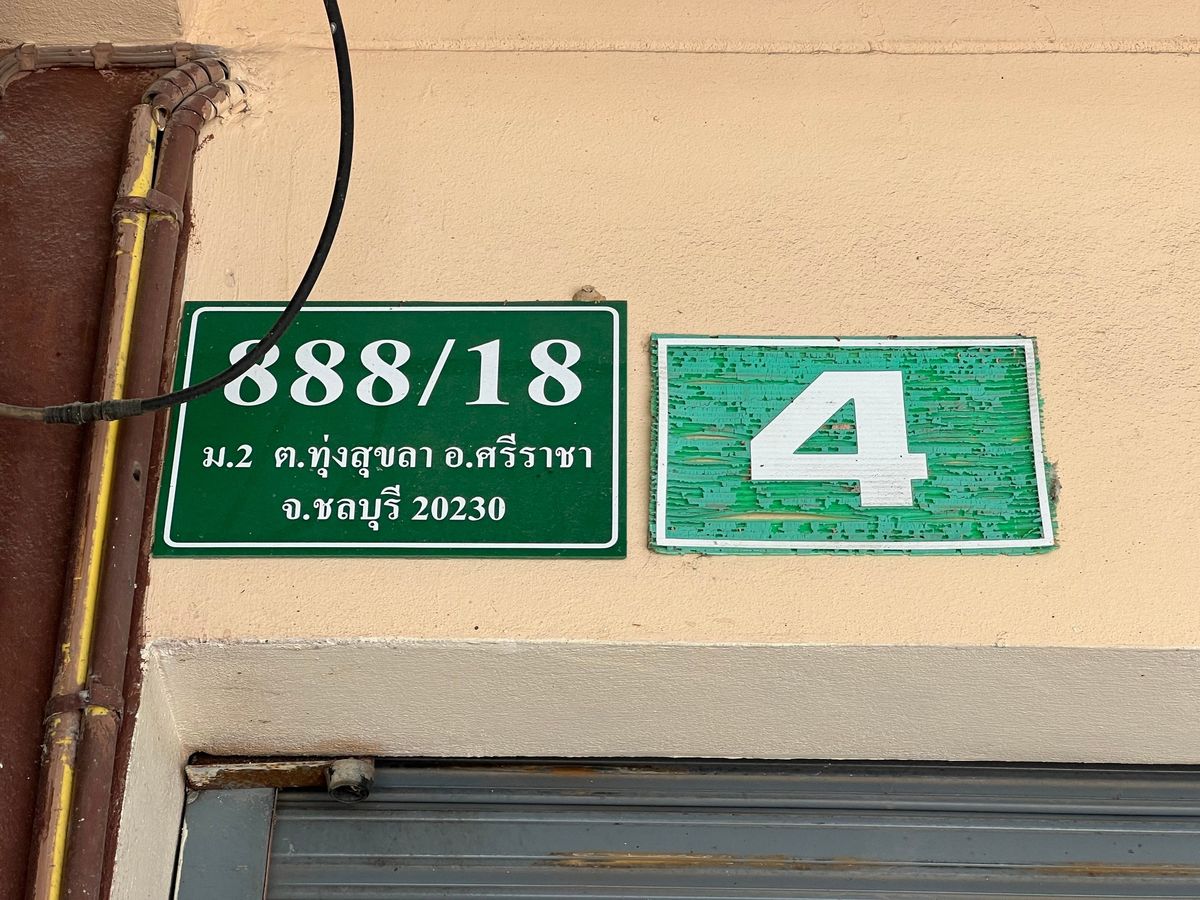 888/18
ม.2 ต.ทุ่งสุขลา อ.ศรีราชา
จ.ชลบุรี 20230
4